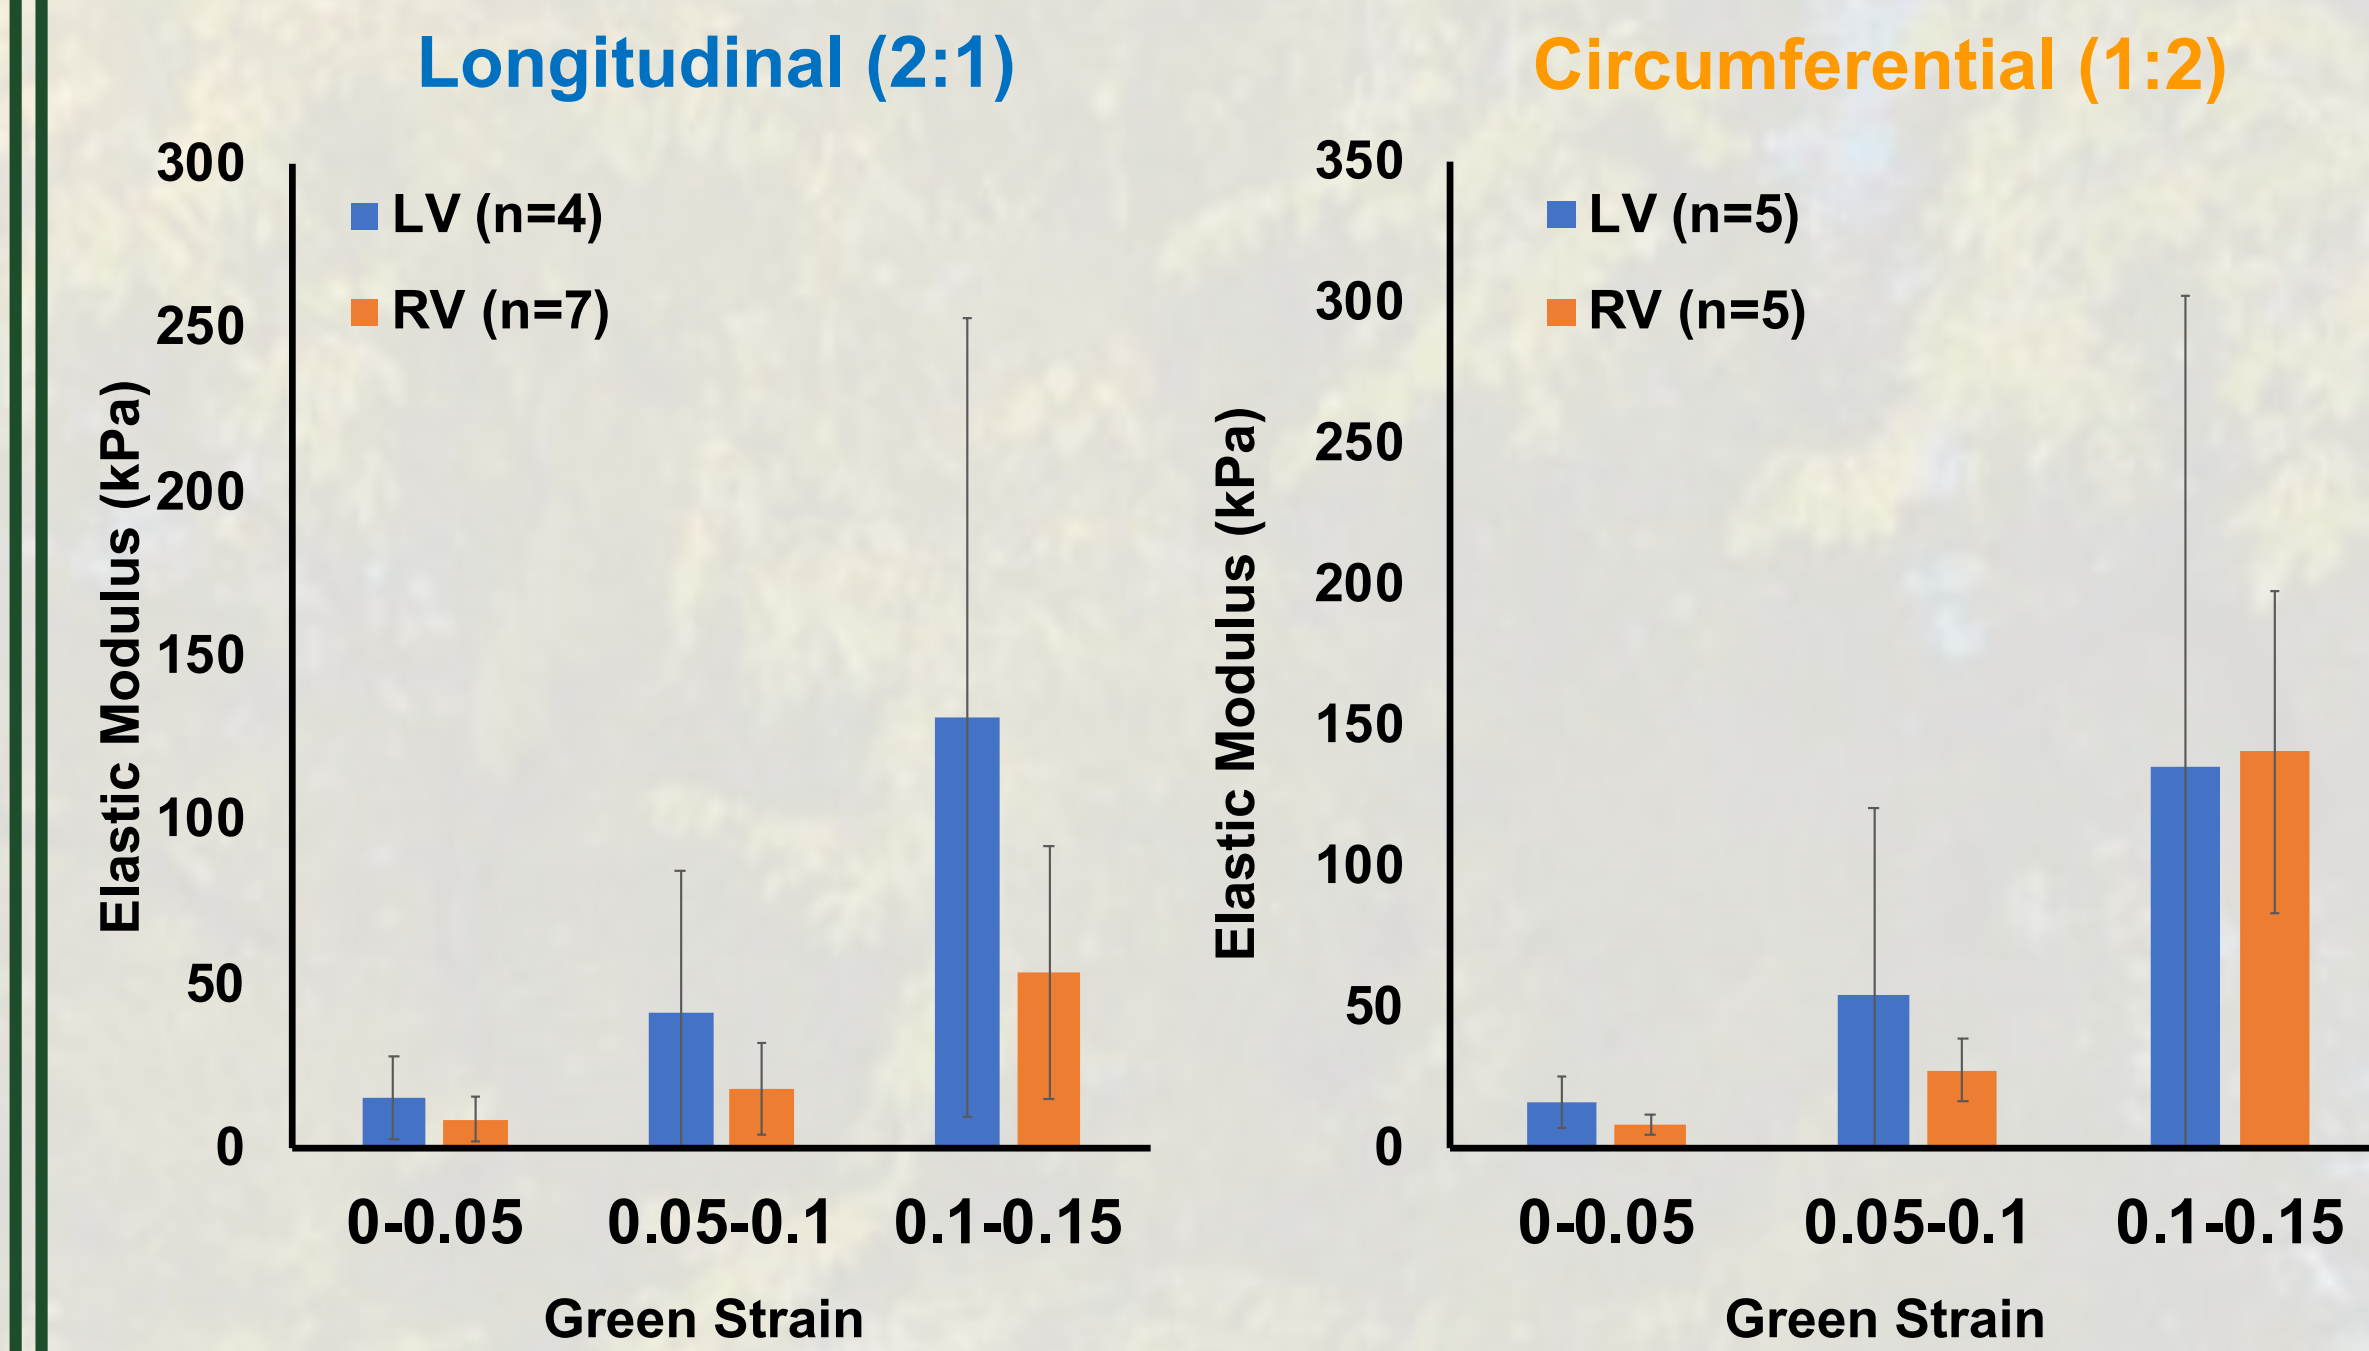 Longitudinal (2:1)
300
250
200
150
100
50
0
Elastic Modulus (kPa)
LV (n=4)
RV (n=7)
0-0.05 0.05-0.1 0.1-0.15
Green Strain
Circumferential (1:2)
350
300
250
200
150
100
50
0
Elastic Modulus (kPa)
LV (n=5)
RV (n=5)
0-0.05 0.05-0.1 0.1-0.15
Green Strain